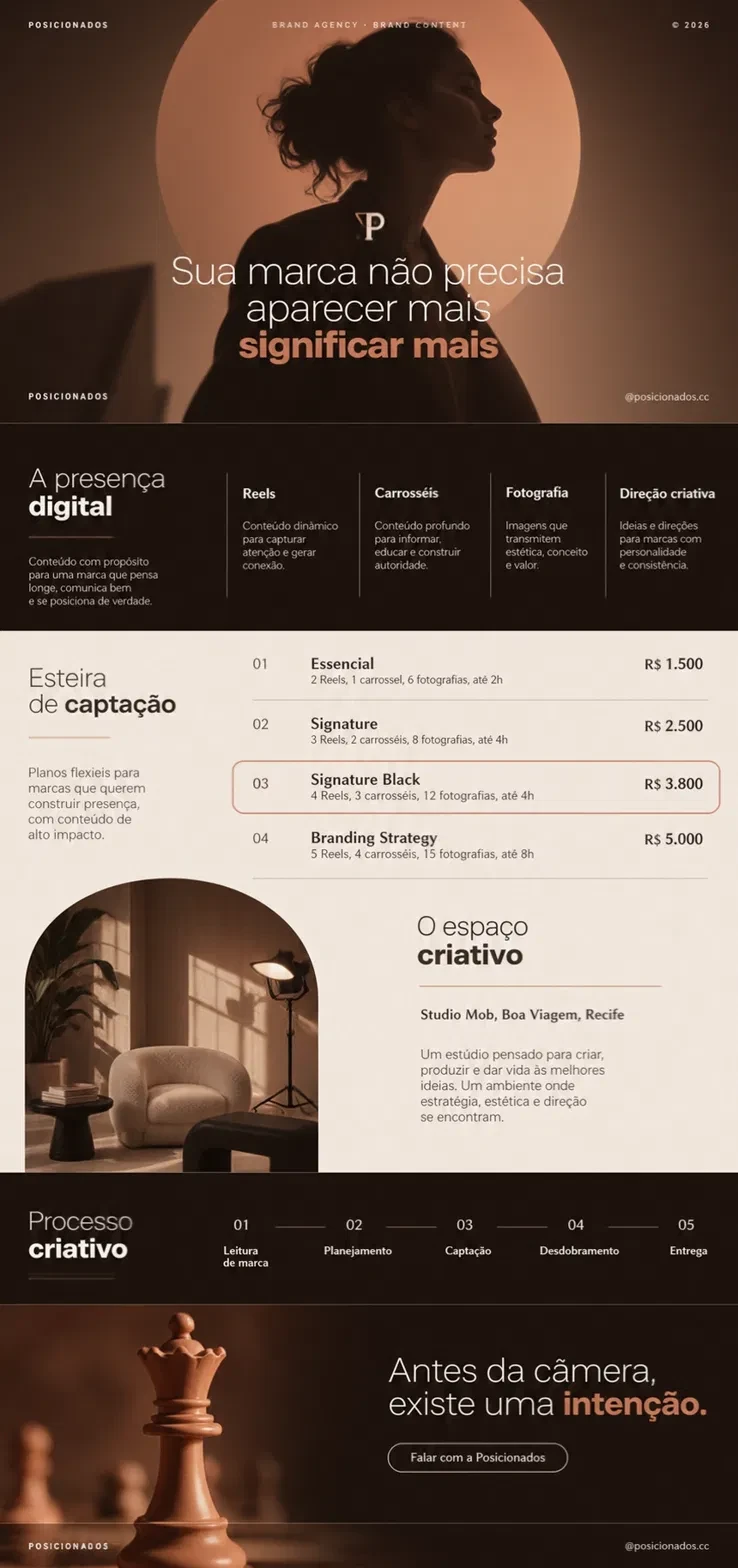 POSICIONADOS
BRAND AGENCY · BRAND CONTENT
© 2026
P
Sua marca não precisa
aparecer mais
significar mais
POSICIONADOS
@posicionados.cc
A presença
digital
Conteúdo com propósito
para uma marca que pensa
longe, comunica bem
e se posiciona de verdade.
Reels
Conteúdo dinâmico
para capturar
atenção e gerar
conexão.
Carrosséis
Conteúdo profundo
para informar,
educar e construir
autoridade.
Fotografia
Imagens que
transmitem
estética, conceito
e valor.
Direção criativa
Ideias e direções
para marcas com
personalidade
e consistência.
Esteira
de captação
Planos flexieis para
marcas que querem
construir presença,
com conteúdo de
alto impacto.
01
Essencial
R$ 1.500
2 Reels, 1 carrossel, 6 fotografias, até 2h
02
Signature
R$ 2.500
3 Reels, 2 carrosséis, 8 fotografias, até 4h
03
Signature Black
R$ 3.800
4 Reels, 3 carrosséis, 12 fotografias, até 4h
04
Branding Strategy
R$ 5.000
5 Reels, 4 carrosséis, 15 fotografias, até 8h
O espaço
criativo
Studio Mob, Boa Viagem, Recife
Um estúdio pensado para criar,
produzir e dar vida às melhores
ideias. Um ambiente onde
estratégia, estética e direção
se encontram.
Processo
criativo
01
Leitura
de marca
02
Planejamento
03
Captação
04
Desdobramento
05
Entrega
Antes da cãmera,
existe uma intenção.
Falar com a Posicionados
POSICIONADOS
@posicionados.cc